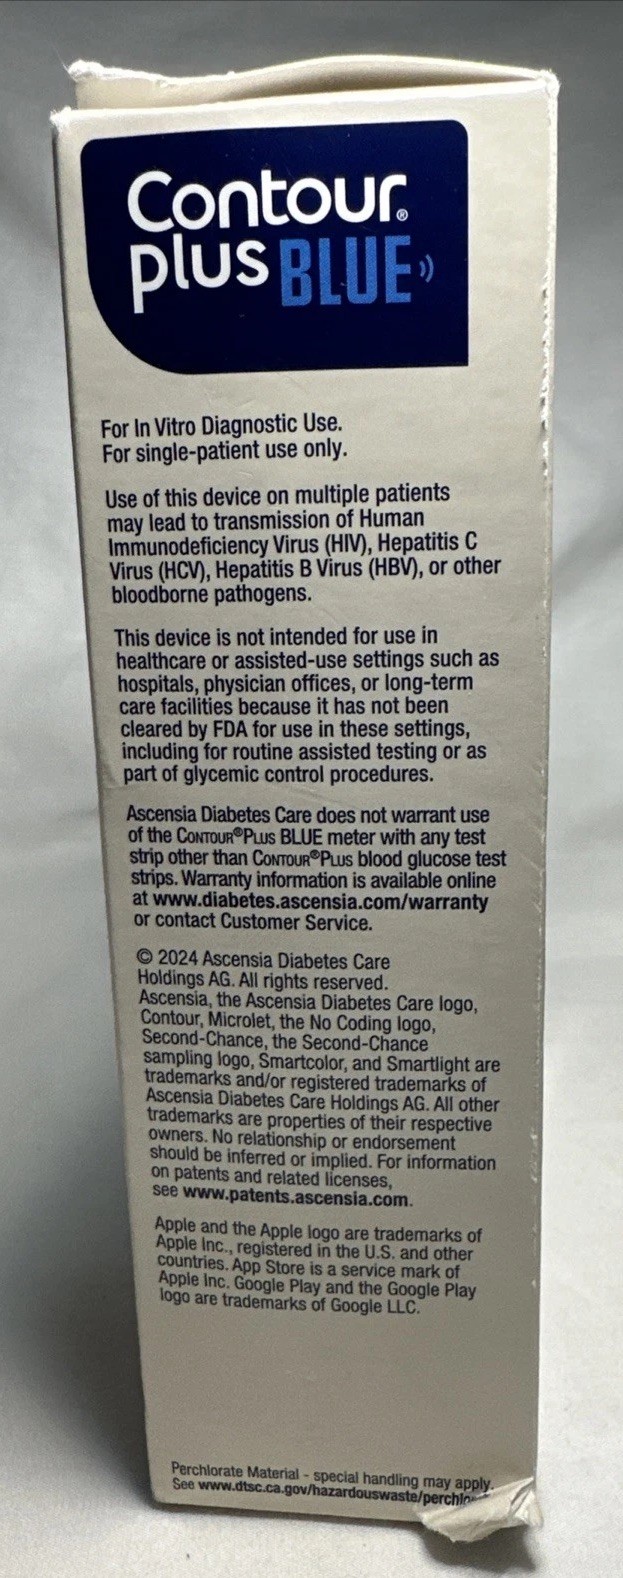 Contour®
plus BLUE
For In Vitro Diagnostic Use.
For single-patient use only.
Use of this device on multiple patients
may lead to transmission of Human
Immunodeficiency Virus (HIV), Hepatitis C
Virus (HCV), Hepatitis B Virus (HBV), or other
bloodborne pathogens.
This device is not intended for use in
healthcare or assisted-use settings such as
hospitals, physician offices, or long-term
care facilities because it has not been
cleared by FDA for use in these settings,
including for routine assisted testing or as
part of glycemic control procedures.
Ascensia Diabetes Care does not warrant use
of the CONTOUR®PLUS BLUE meter with any test
strip other than CONTOUR®PLUS blood glucose test
strips. Warranty information is available online
at www.diabetes.ascensia.com/warranty
or contact Customer Service.
© 2024 Ascensia Diabetes Care
Holdings AG. All rights reserved.
Ascensia, the Ascensia Diabetes Care logo,
Contour, Microlet, the No Coding logo,
Second-Chance, the Second-Chance
sampling logo, Smartcolor, and Smartlight are
trademarks and/or registered trademarks of
Ascensia Diabetes Care Holdings AG. All other
trademarks are properties of their respective
owners. No relationship or endorsement
should be inferred or implied. For information
on patents and related licenses,
see www.patents.ascensia.com.
Apple and the Apple logo are trademarks of
Apple Inc., registered in the U.S. and other
countries. App Store is a service mark of
Apple Inc. Google Play and the Google Play
logo are trademarks of Google LLC.
Perchlorate Material - special handling may apply.
See www.dtsc.ca.gov/hazardouswaste/perchlo